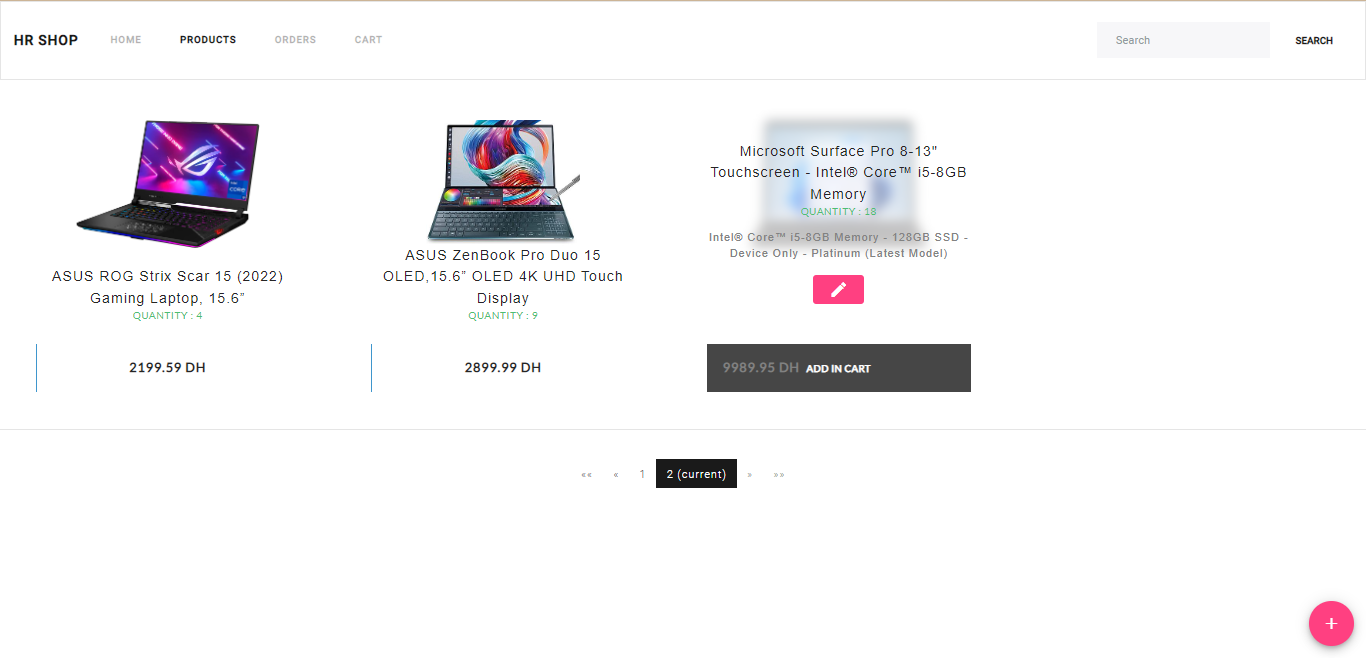 HR SHOP HOME PRODUCTS ORDERS CART Search SEARCH
ASUS ROG Strix Scar 15 (2022)
Gaming Laptop, 15.6”
QUANTITY : 4
2199.59 DH
ASUS ZenBook Pro Duo 15
OLED,15.6” OLED 4K UHD Touch
Display
QUANTITY : 9
2899.99 DH
Microsoft Surface Pro 8-13"
Touchscreen - Intel® Core™ i5-8GB
Memory
QUANTITY : 18
Intel® Core™ i5-8GB Memory - 128GB SSD -
Device Only - Platinum (Latest Model)
9989.95 DH ADD IN CART
«« « 1 2 (current) » »»
+